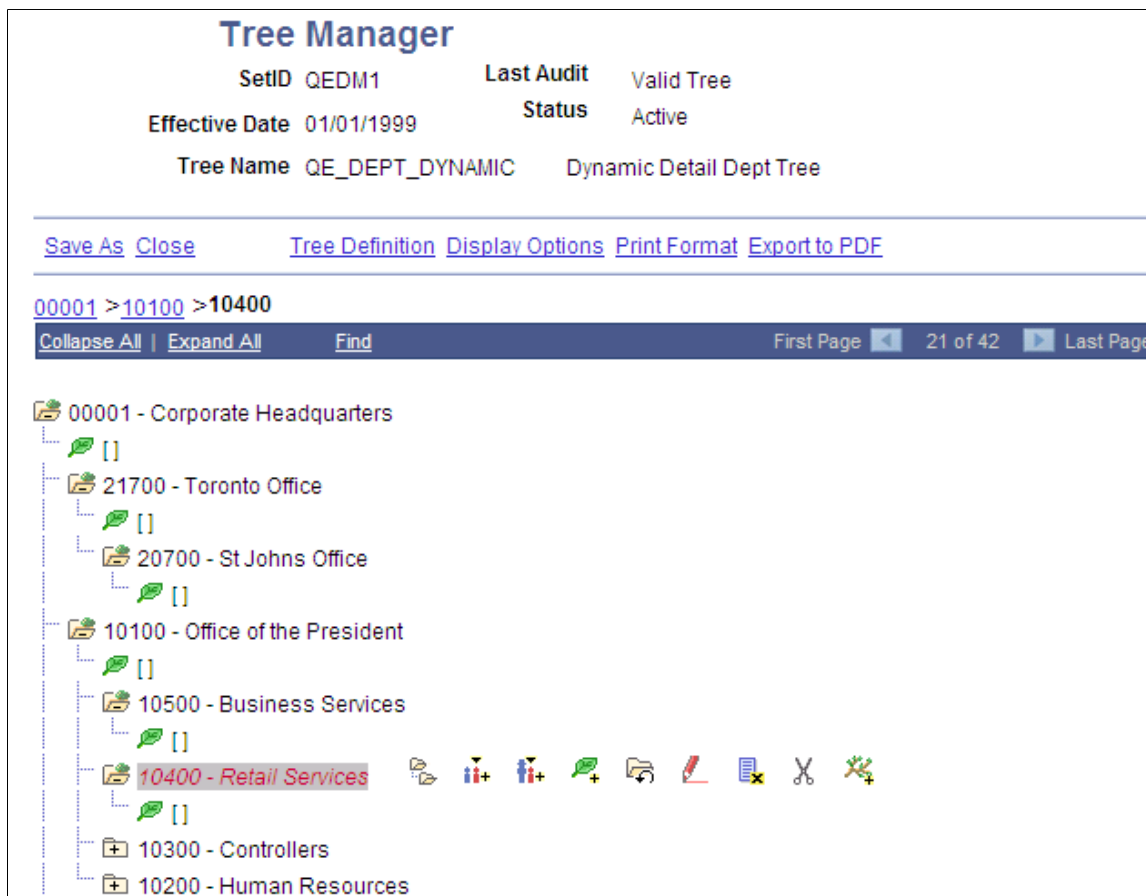 Tree Manager
SetID QEDM1 Last Audit Valid Tree
Effective Date 01/01/1999 Status Active
Tree Name QE_DEPT_DYNAMIC Dynamic Detail Dept Tree
Save As Close Tree Definition Display Options Print Format Export to PDF
00001 >10100 >10400
Collapse All | Expand All Find First Page 21 of 42 Last Page
00001 - Corporate Headquarters
[ ]
21700 - Toronto Office
[ ]
20700 - St Johns Office
[ ]
10100 - Office of the President
[ ]
10500 - Business Services
[ ]
10400 - Retail Services
[ ]
10300 - Controllers
10200 - Human Resources